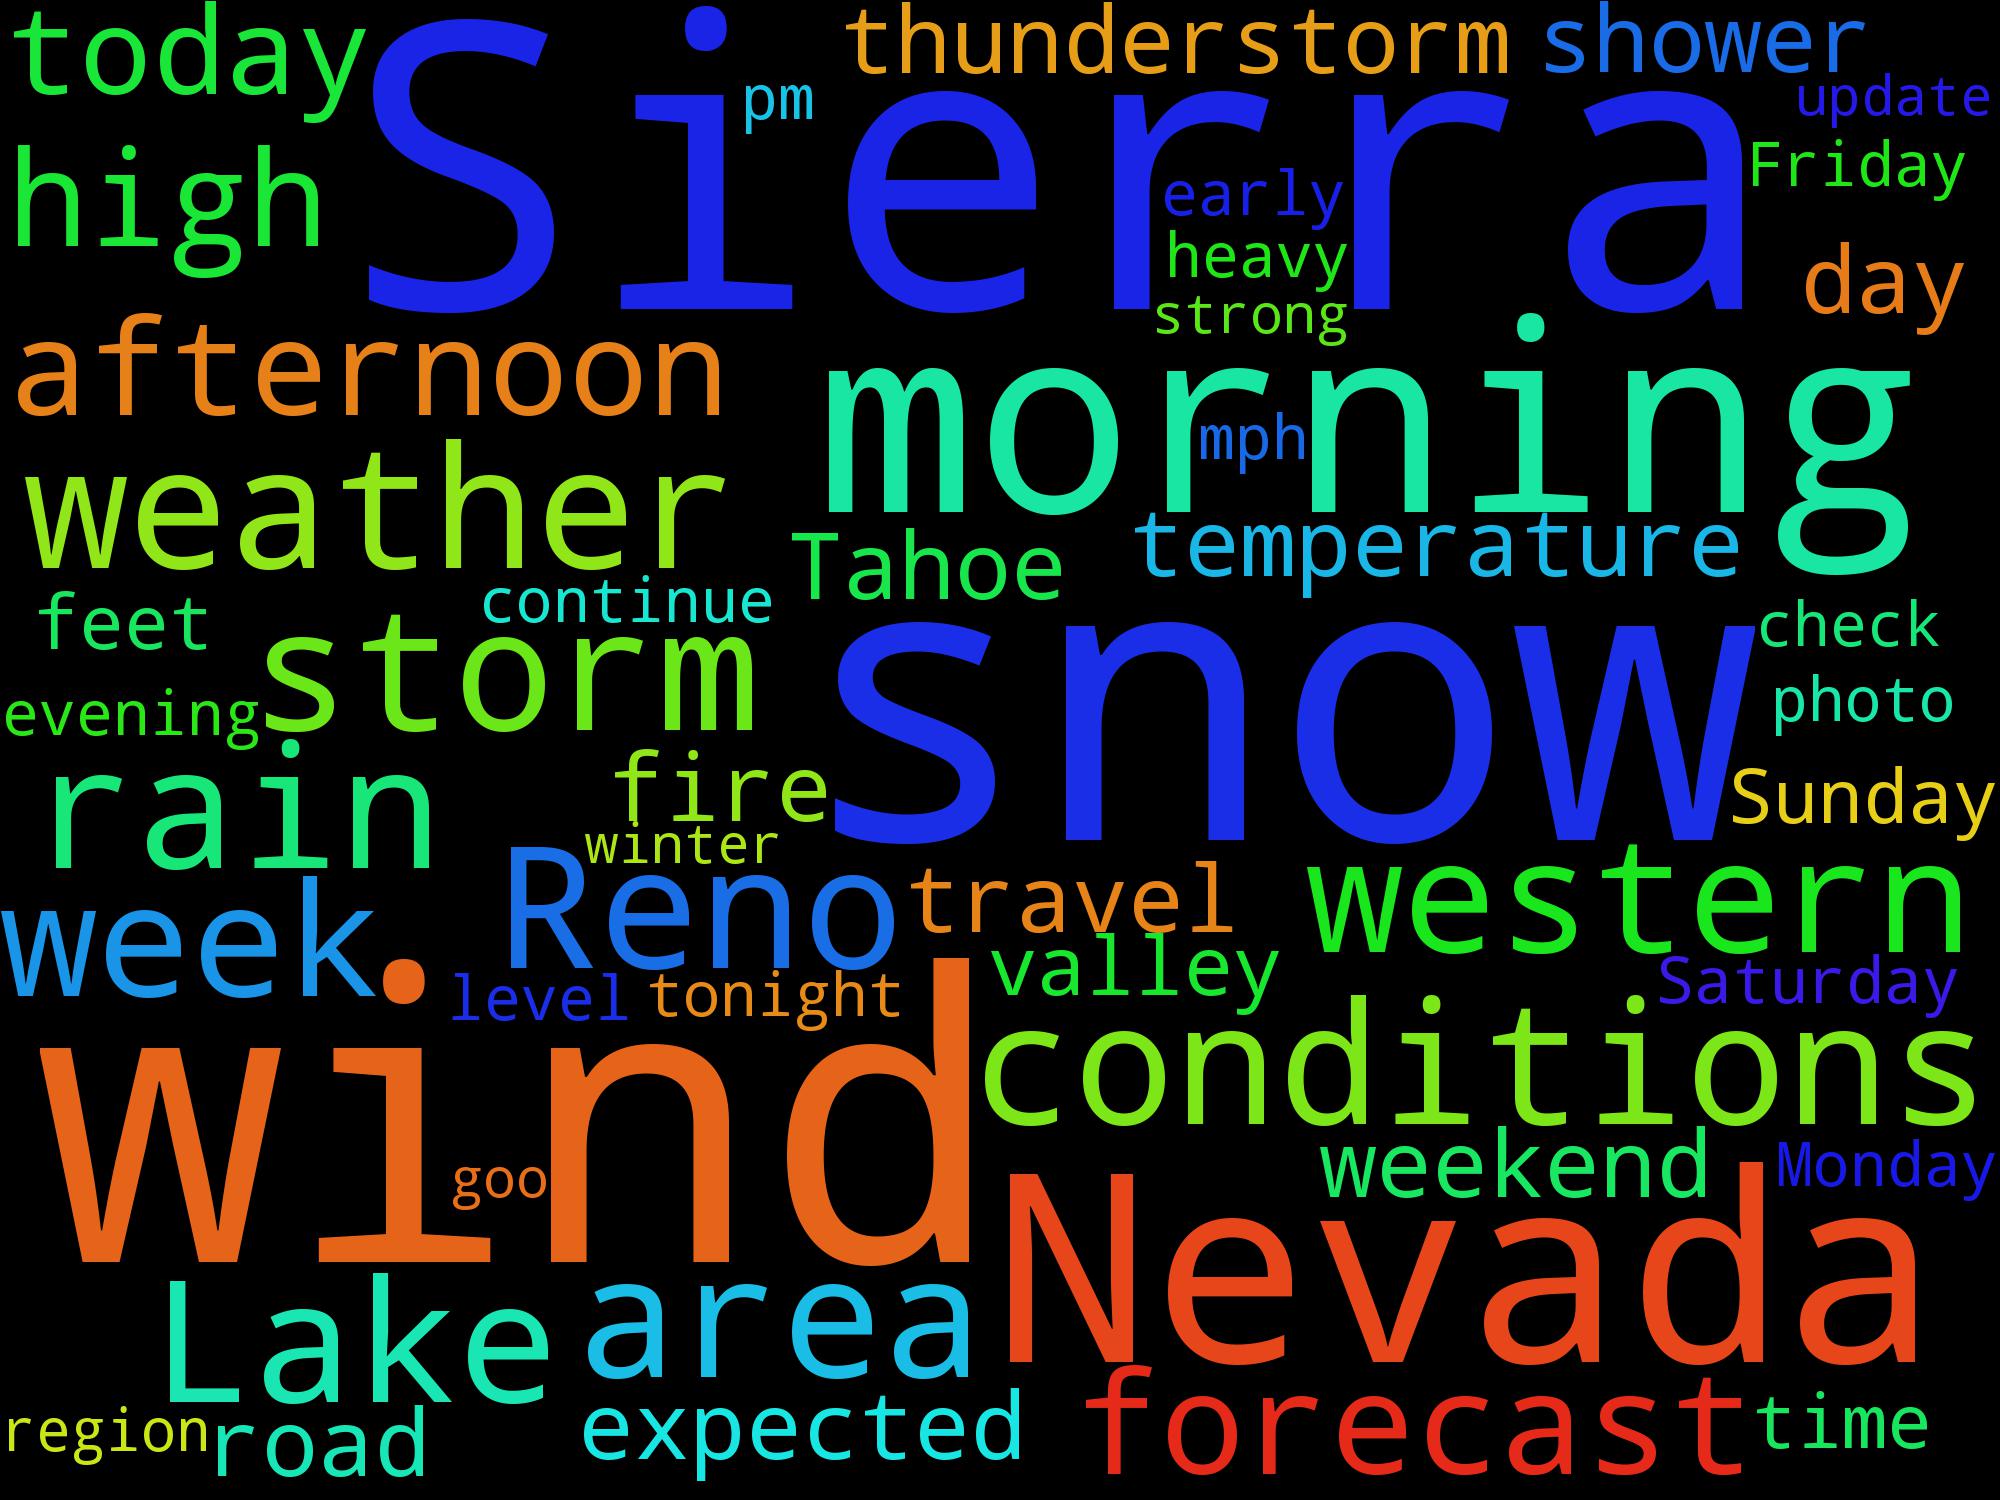 today
Sierra
thunderstorm
shower
pm
update
high
early
Friday
heavy
strong
day
afternoon
morning
mph
weather
Tahoe
temperature
feet
continue
storm
snow
check
evening
photo
rain
fire
Sunday
winter
week
Reno
travel
western
valley
level
tonight
Saturday
wind
conditions
goo
weekend
Monday
Nevada
Lake
area
region
road
expected
forecast
time